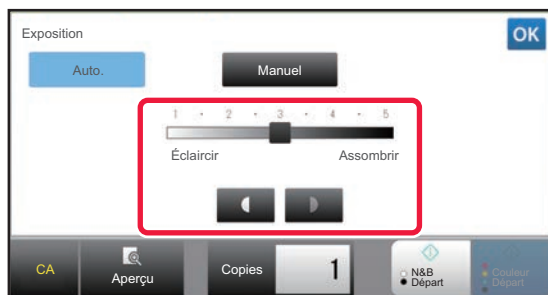 Exposition
OK
Auto.
Manuel
1 · 2 · 3 · 4 · 5
Éclaircir
Assombrir
CA
Aperçu
Copies
1
N&B
Départ
Couleur
Départ